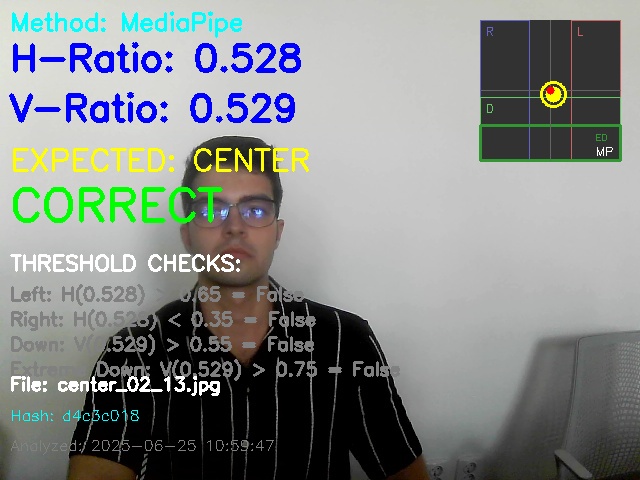 Method: MediaPipe
H-Ratio: 0.528
V-Ratio: 0.529
EXPECTED: CENTER
CORRECT
THRESHOLD CHECKS:
Left: H(0.528) > 0.65 = False
Right: H(0.528) < 0.35 = False
Down: V(0.529) > 0.55 = False
Extreme Down: V(0.529) > 0.75 = False
File: center_02_13.jpg
Hash: d4c3c018
Analyzed: 2025-06-25 10:59:47
R
L
D
ED
MP